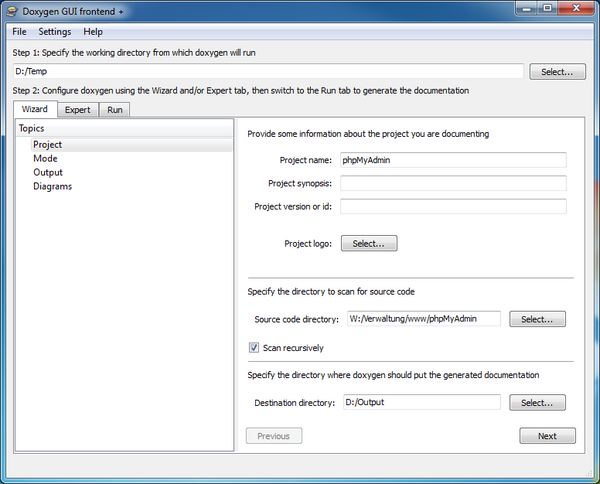 Doxygen GUI frontend +
File Settings Help
Step 1: Specify the working directory from which doxygen will run
D:/Temp Select...
Step 2: Configure doxygen using the Wizard and/or Expert tab, then switch to the Run tab to generate the documentation
Wizard Expert Run
Topics
Project
Mode
Output
Diagrams
Provide some information about the project you are documenting
Project name: phpMyAdmin
Project synopsis:
Project version or id:
Project logo: Select...
Specify the directory to scan for source code
Source code directory: W:/Verwaltung/www/phpMyAdmin Select...
Scan recursively
Specify the directory where doxygen should put the generated documentation
Destination directory: D:/Output Select...
Previous Next